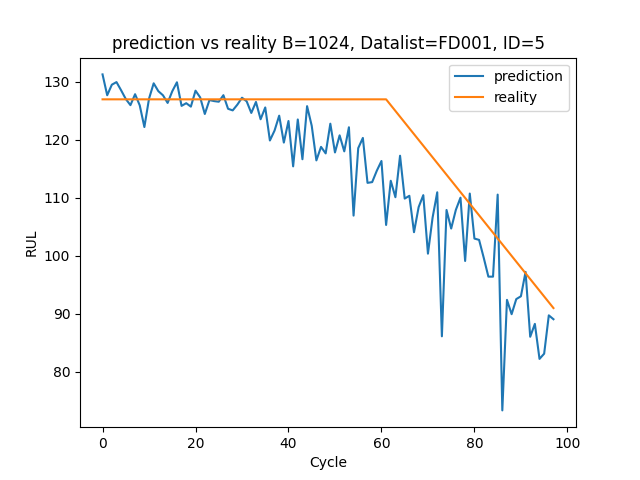 prediction vs reality B=1024, Datalist=FD001, ID=5
prediction
reality
RUL
130
120
110
100
90
80
0 20 40 60 80 100
Cycle